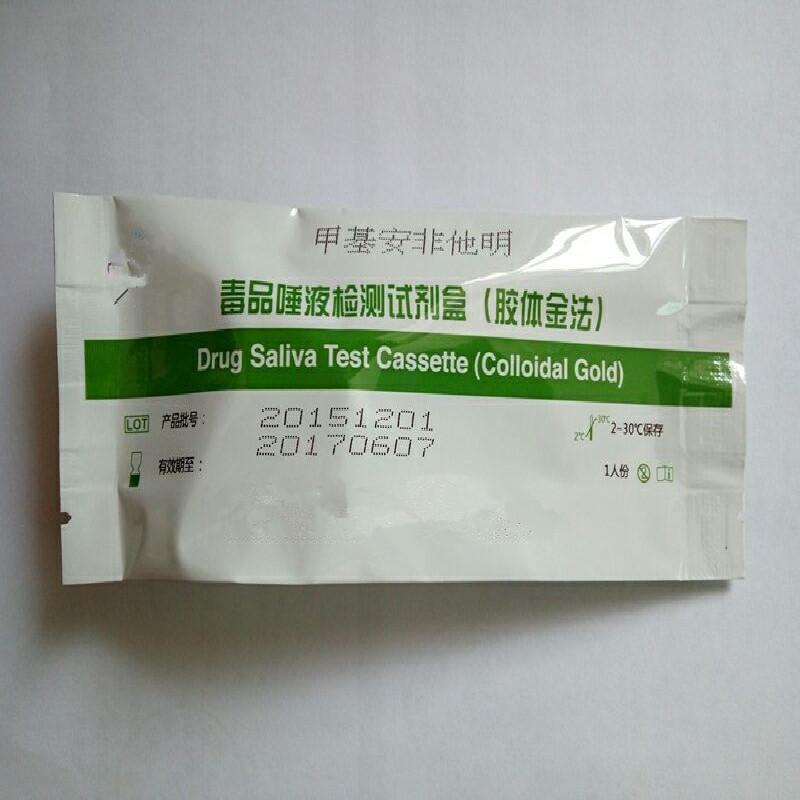 甲基安非他明
毒品唾液检测试剂盒（胶体金法）
Drug Saliva Test Cassette (Colloidal Gold)
LOT 产品批号： 20151201
有效期至： 20170607
2℃ 30℃ 2~30℃保存
1人份